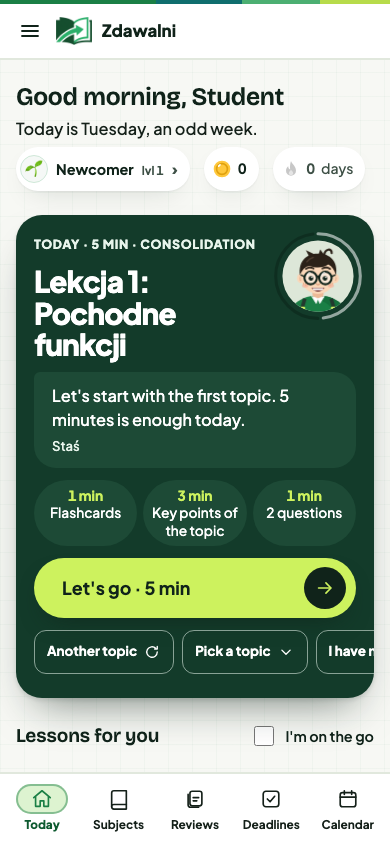 Zdawalni
Good morning, Student
Today is Tuesday, an odd week.
Newcomer lvl 1 ›
0
0 days
TODAY · 5 MIN · CONSOLIDATION
Lekcja 1:
Pochodne
funkcji
Let's start with the first topic. 5
minutes is enough today.
Staś
1 min
Flashcards
3 min
Key points of
the topic
1 min
2 questions
Let's go · 5 min
Another topic
Pick a topic
I have
Lessons for you
I'm on the go
Today
Subjects
Reviews
Deadlines
Calendar